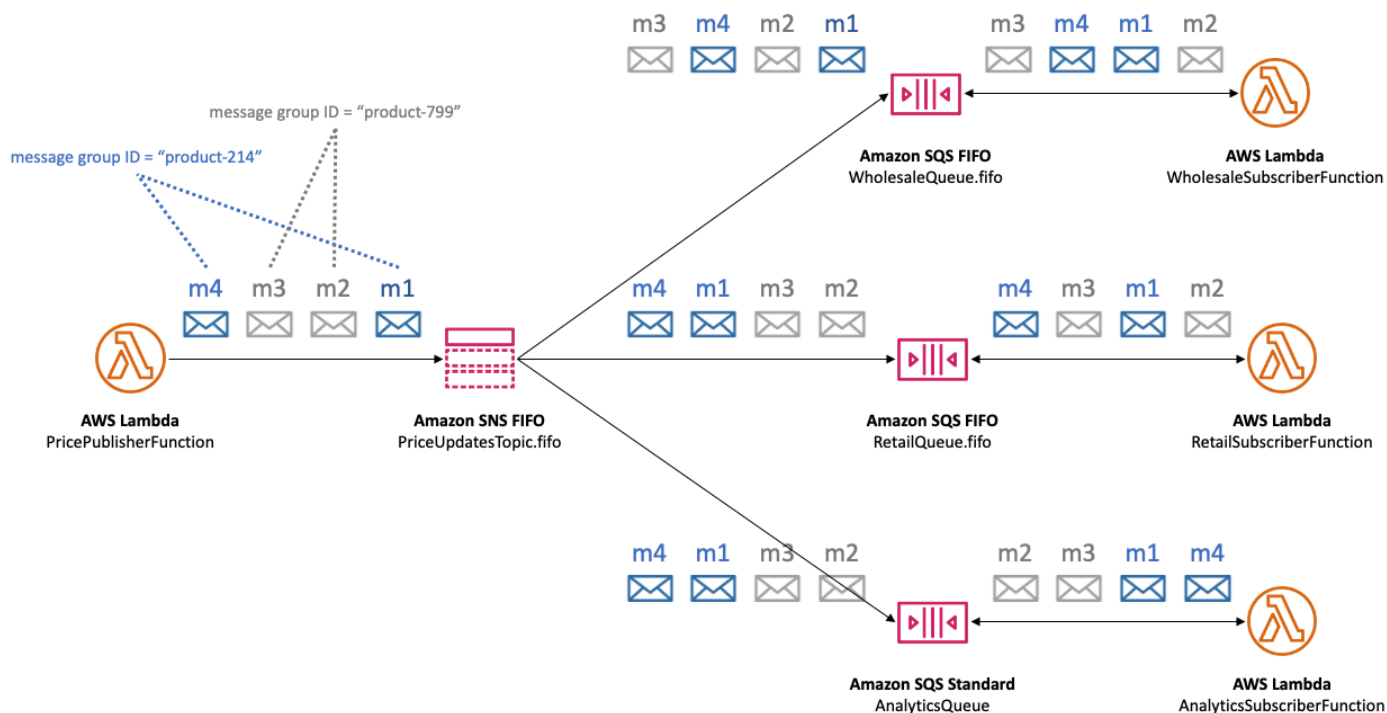 m3 m4 m2 m1
m3 m4 m1 m2
message group ID = “product-799”
message group ID = “product-214”
Amazon SQS FIFO
WholesaleQueue.fifo
AWS Lambda
WholesaleSubscriberFunction
m4 m3 m2 m1
m4 m1 m3 m2
m4 m3 m1 m2
AWS Lambda
PricePublisherFunction
Amazon SNS FIFO
PriceUpdatesTopic.fifo
Amazon SQS FIFO
RetailQueue.fifo
AWS Lambda
RetailSubscriberFunction
m4 m1 m3 m2
m2 m3 m1 m4
Amazon SQS Standard
AnalyticsQueue
AWS Lambda
AnalyticsSubscriberFunction